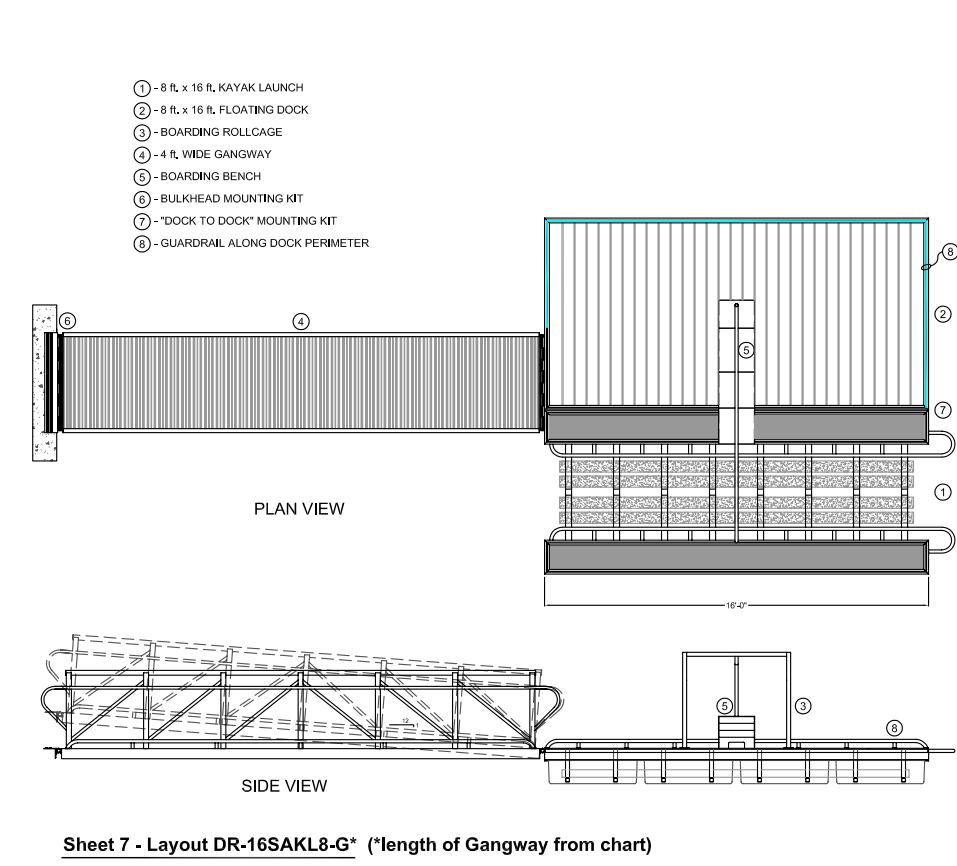 1 - 8 ft. x 16 ft. KAYAK LAUNCH
2 - 8 ft. x 16 ft. FLOATING DOCK
3 - BOARDING ROLLCAGE
4 - 4 ft. WIDE GANGWAY
5 - BOARDING BENCH
6 - BULKHEAD MOUNTING KIT
7 - "DOCK TO DOCK" MOUNTING KIT
8 - GUARDRAIL ALONG DOCK PERIMETER
8
2
6
4
5
7
1
PLAN VIEW
16'-0"
12
1
5
3
8
SIDE VIEW
Sheet 7 - Layout DR-16SAKL8-G* (*length of Gangway from chart)